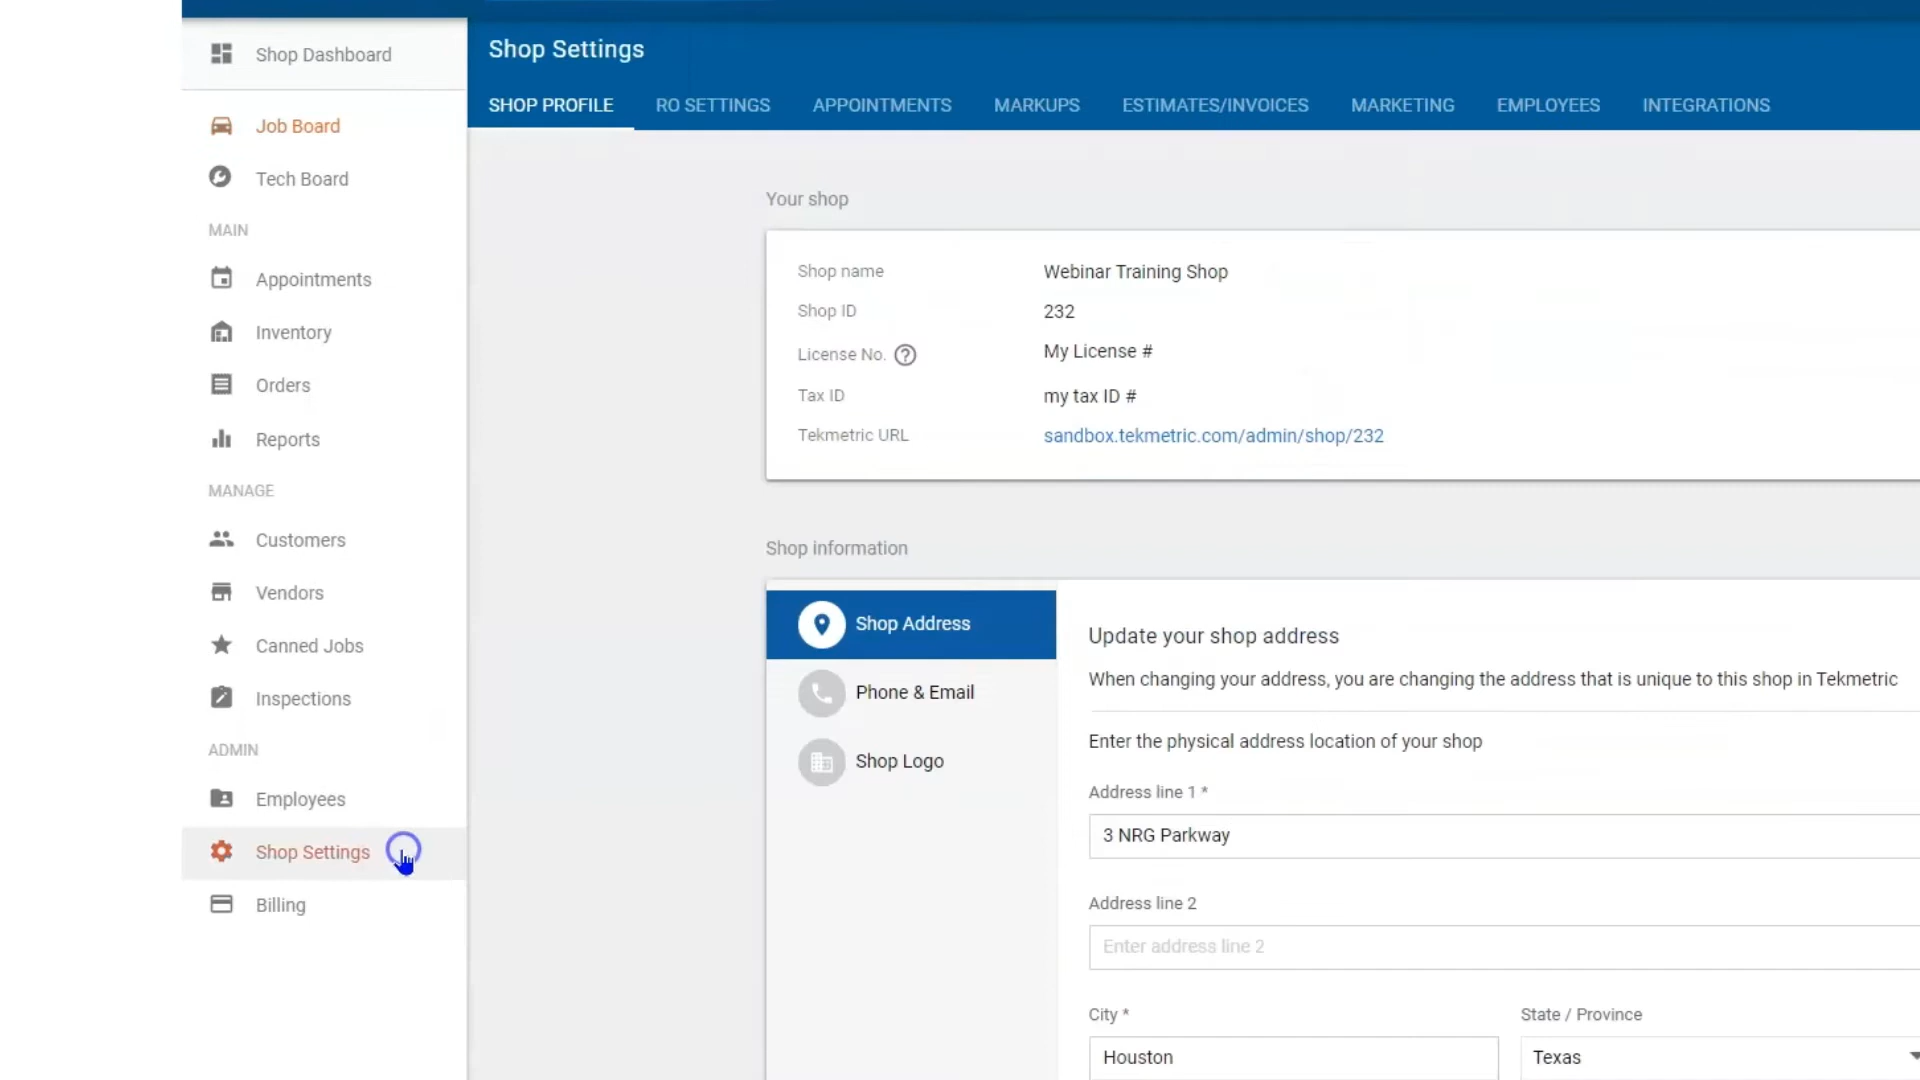 Shop Dashboard
Job Board
Tech Board
MAIN
Appointments
Inventory
Orders
Reports
MANAGE
Customers
Vendors
Canned Jobs
Inspections
ADMIN
Employees
Shop Settings
Billing
Shop Settings
SHOP PROFILE RO SETTINGS APPOINTMENTS MARKUPS ESTIMATES/INVOICES MARKETING EMPLOYEES INTEGRATIONS
Your shop
Shop name Webinar Training Shop
Shop ID 232
License No. ? My License #
Tax ID my tax ID #
Tekmetric URL sandbox.tekmetric.com/admin/shop/232
Shop information
Shop Address
Phone & Email
Shop Logo
Update your shop address
When changing your address, you are changing the address that is unique to this shop in Tekmetric
Enter the physical address location of your shop
Address line 1 *
3 NRG Parkway
Address line 2
Enter address line 2
City * State / Province
Houston Texas